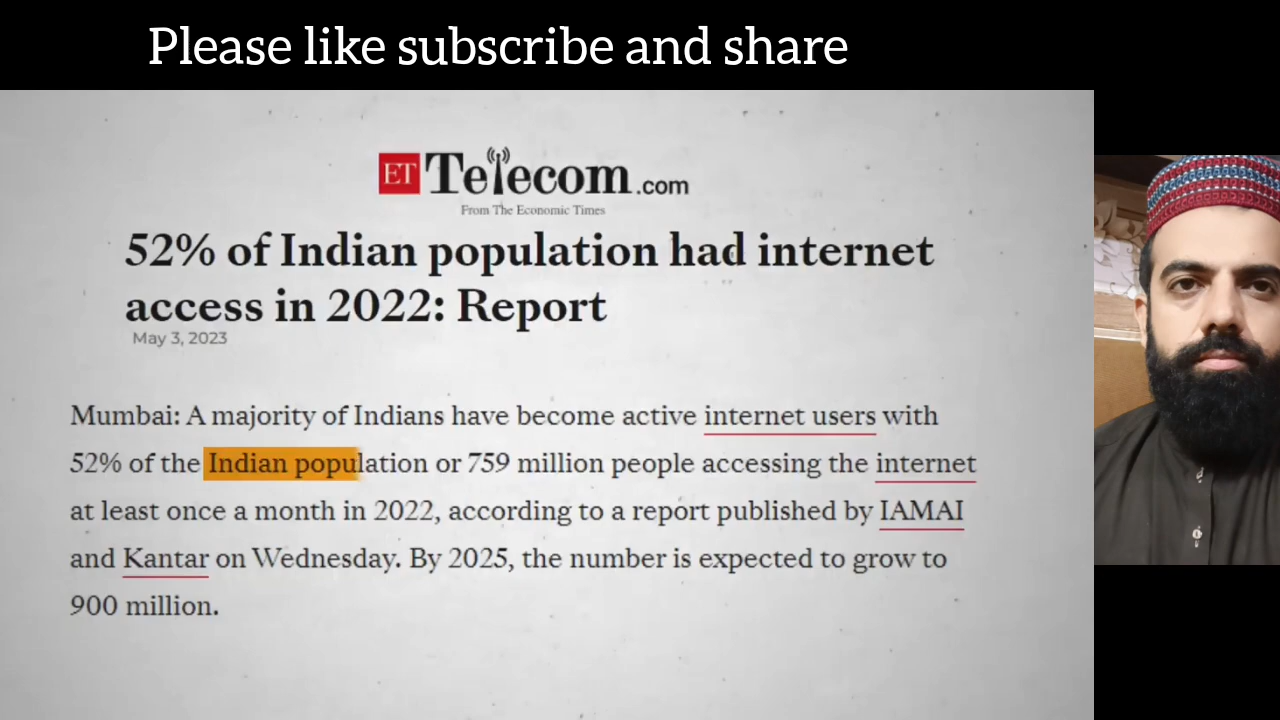 Please like subscribe and share
ET Telecom.com
From The Economic Times
52% of Indian population had internet
access in 2022: Report
May 3, 2023
Mumbai: A majority of Indians have become active internet users with
52% of the Indian population or 759 million people accessing the internet
at least once a month in 2022, according to a report published by IAMAI
and Kantar on Wednesday. By 2025, the number is expected to grow to
900 million.